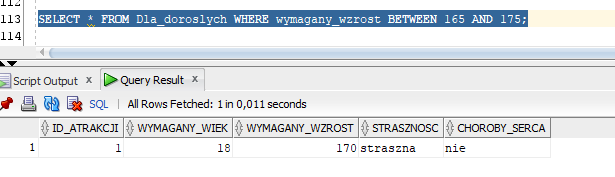 112
113 SELECT * FROM Dla_doroslych WHERE wymagany_wzrost BETWEEN 165 AND 175;
114
Script Output x Query Result x
SQL | All Rows Fetched: 1 in 0,011 seconds
ID_ATRAKCJI WYMAGANY_WIEK WYMAGANY_WZROST STRASZNOSC CHOROBY_SERCA
1 1 18 170 straszna nie